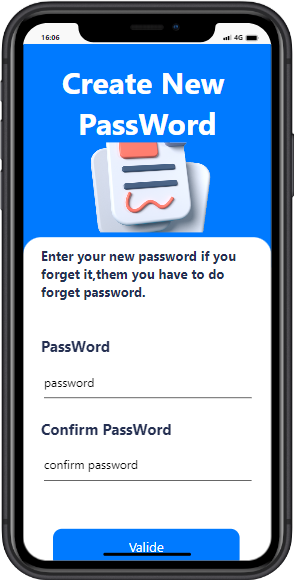 16:06 4G
Create New
PassWord
Enter your new password if you
forget it,them you have to do
forget password.
PassWord
password
Confirm PassWord
confirm password
Valide